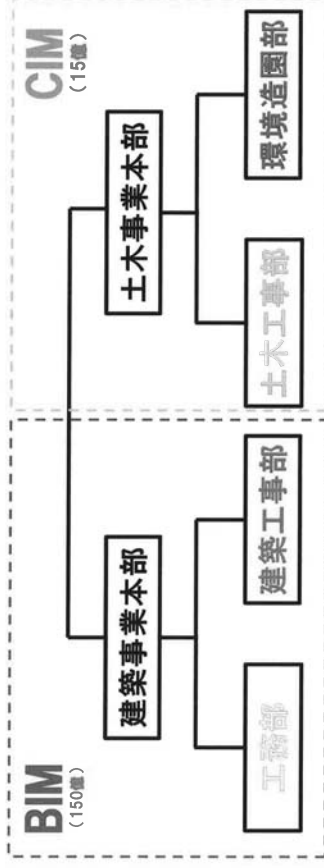 BIM
(150億)
CIM
(15億)
建築事業本部
土木事業本部
工務部
建築工事部
土木工事部
環境造園部